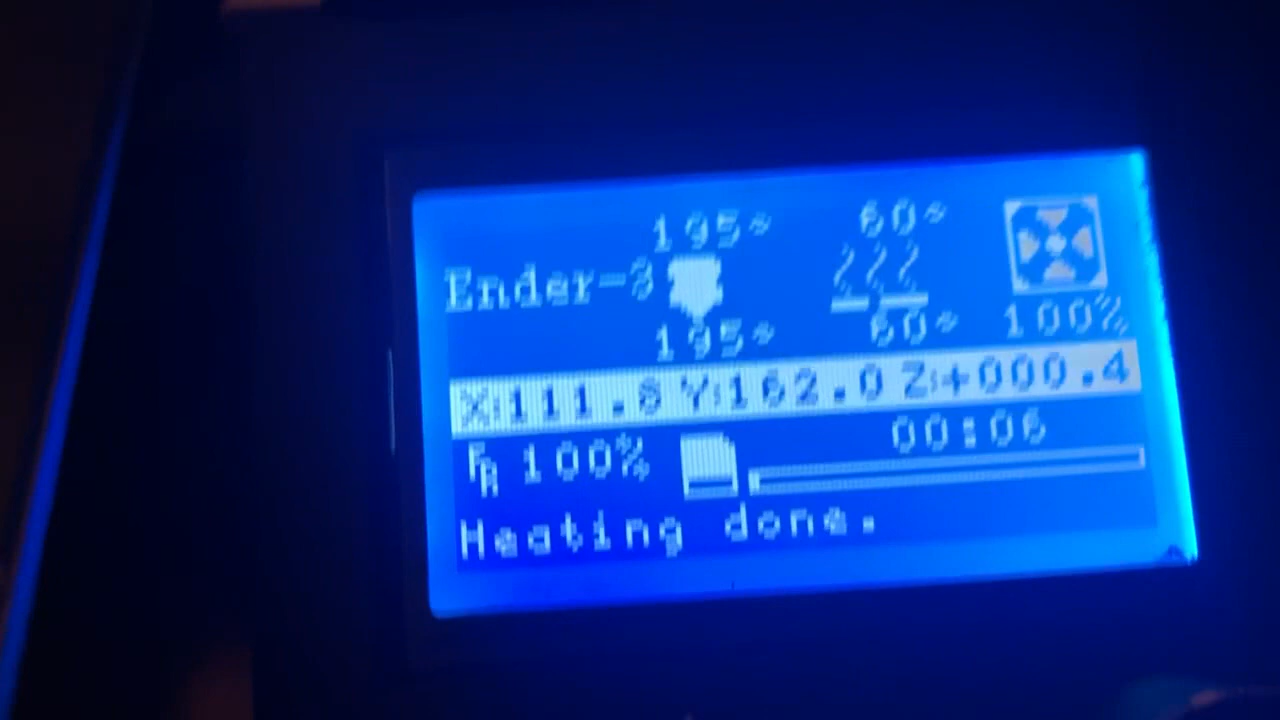 195° 60°
Ender-3
195° 60° 100%
X:111.8 Y:162.0 Z:+000.4
FR 100% 00:06
Heating done.